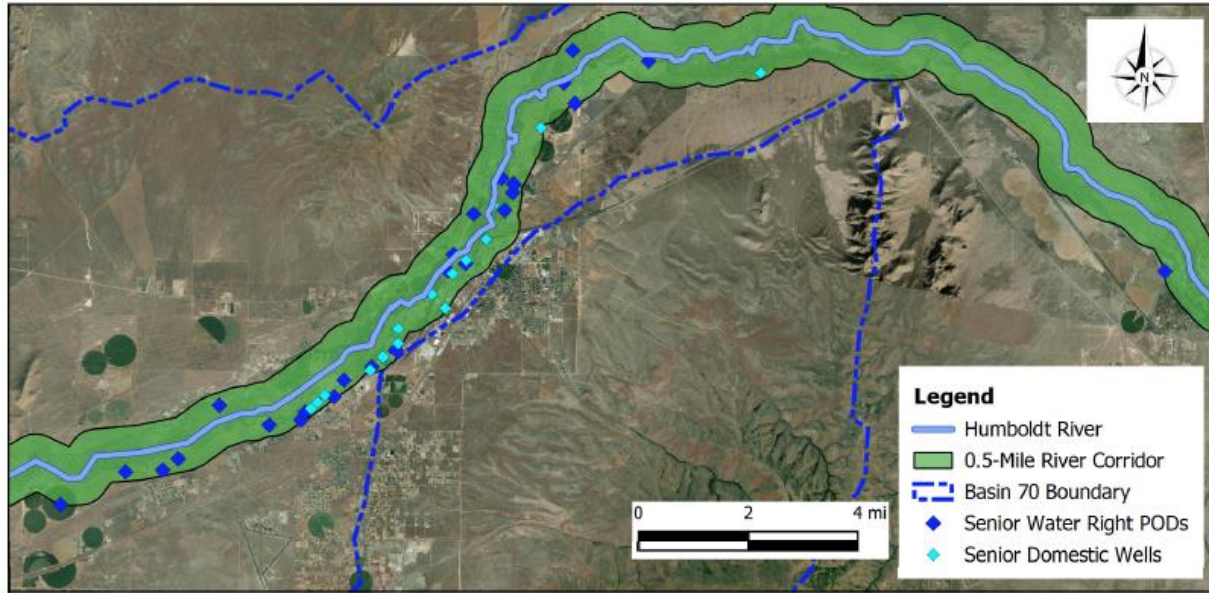 N
Legend
Humboldt River
0.5-Mile River Corridor
Basin 70 Boundary
Senior Water Right PODs
Senior Domestic Wells
0 2 4 mi